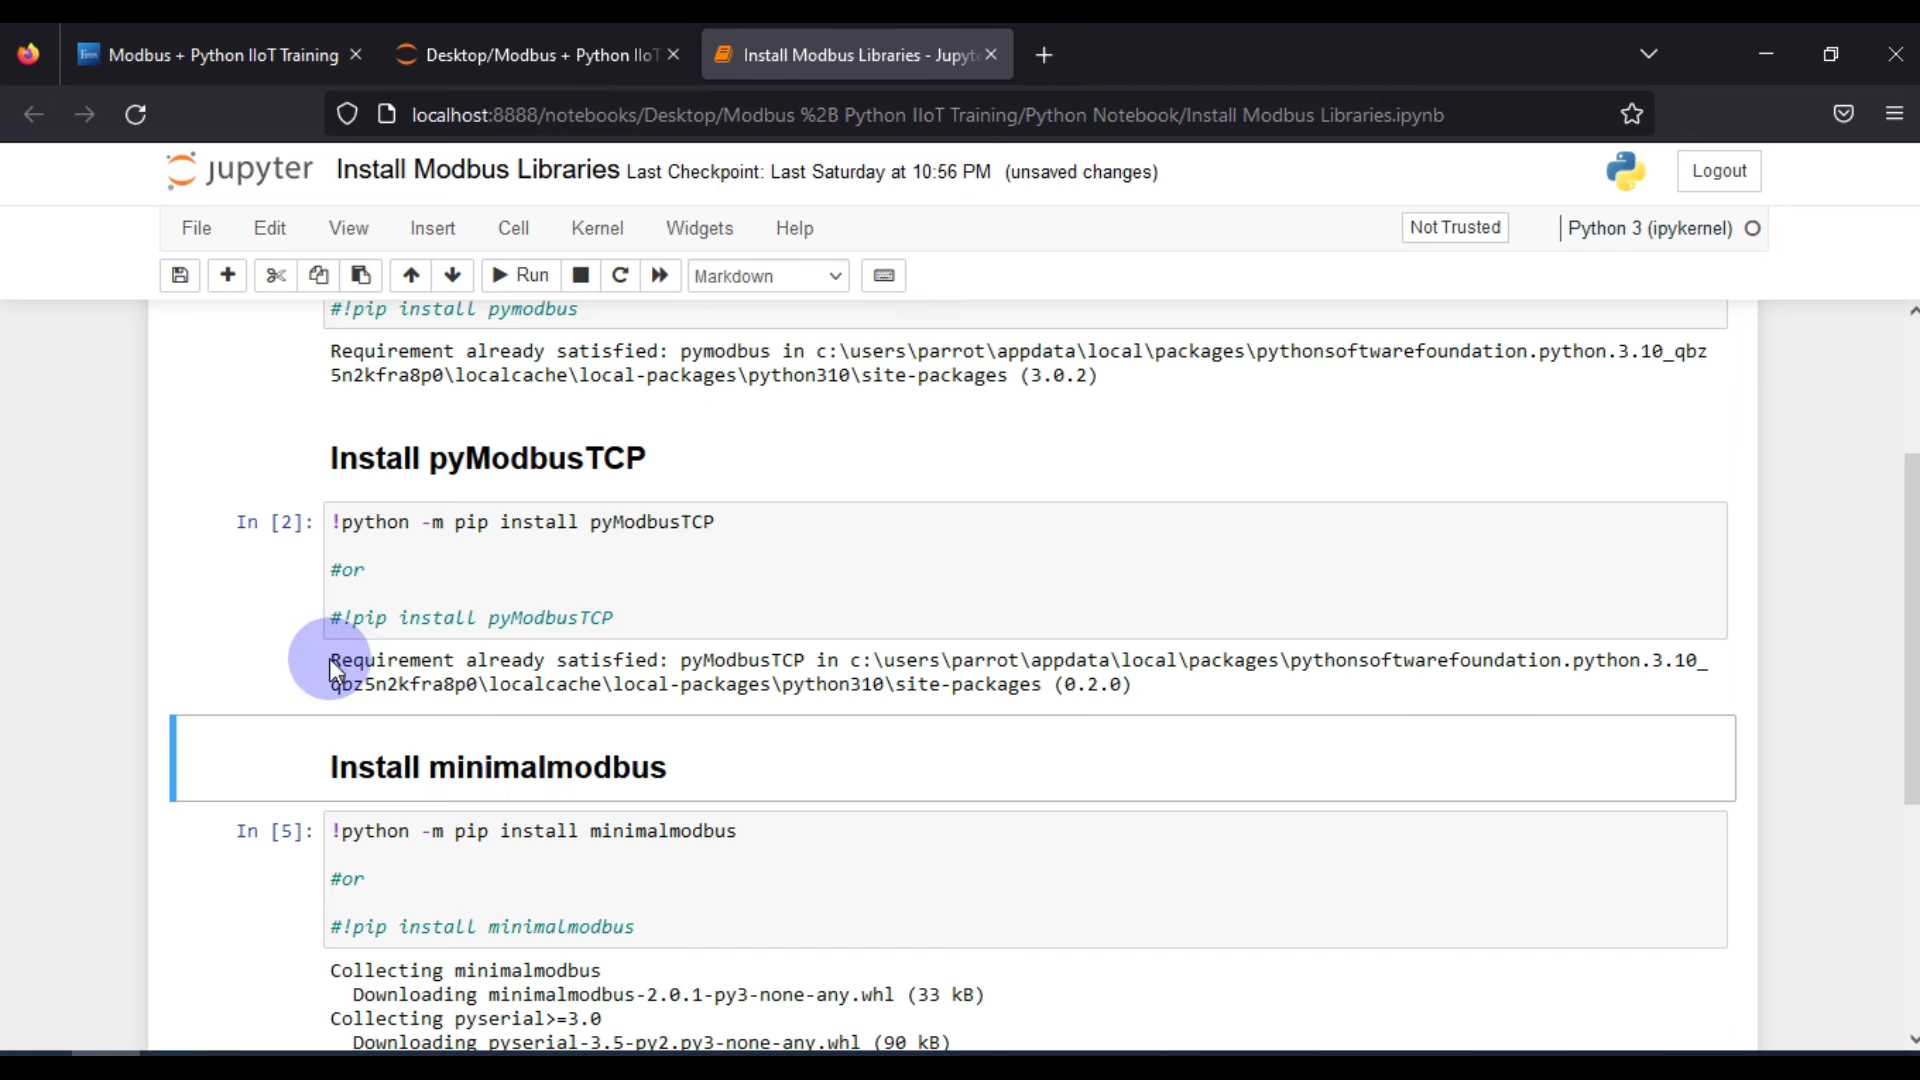 Modbus + Python IIoT Training
Desktop/Modbus + Python IIoT
Install Modbus Libraries - Jupyte
localhost:8888/notebooks/Desktop/Modbus %2B Python IIoT Training/Python Notebook/Install Modbus Libraries.ipynb
jupyter Install Modbus Libraries Last Checkpoint: Last Saturday at 10:56 PM (unsaved changes)
Logout
File Edit View Insert Cell Kernel Widgets Help
Not Trusted
Python 3 (ipykernel)
Run
Markdown
#!pip install pymodbus
Requirement already satisfied: pymodbus in c:\users\parrot\appdata\local\packages\pythonsoftwarefoundation.python.3.10_qbz
5n2kfra8p0\localcache\local-packages\python310\site-packages (3.0.2)
Install pyModbusTCP
In [2]: !python -m pip install pyModbusTCP
#or
#!pip install pyModbusTCP
Requirement already satisfied: pyModbusTCP in c:\users\parrot\appdata\local\packages\pythonsoftwarefoundation.python.3.10_
qbz5n2kfra8p0\localcache\local-packages\python310\site-packages (0.2.0)
Install minimalmodbus
In [5]: !python -m pip install minimalmodbus
#or
#!pip install minimalmodbus
Collecting minimalmodbus
Downloading minimalmodbus-2.0.1-py3-none-any.whl (33 kB)
Collecting pyserial>=3.0
Downloading pyserial-3.5-py2.py3-none-any.whl (90 kB)